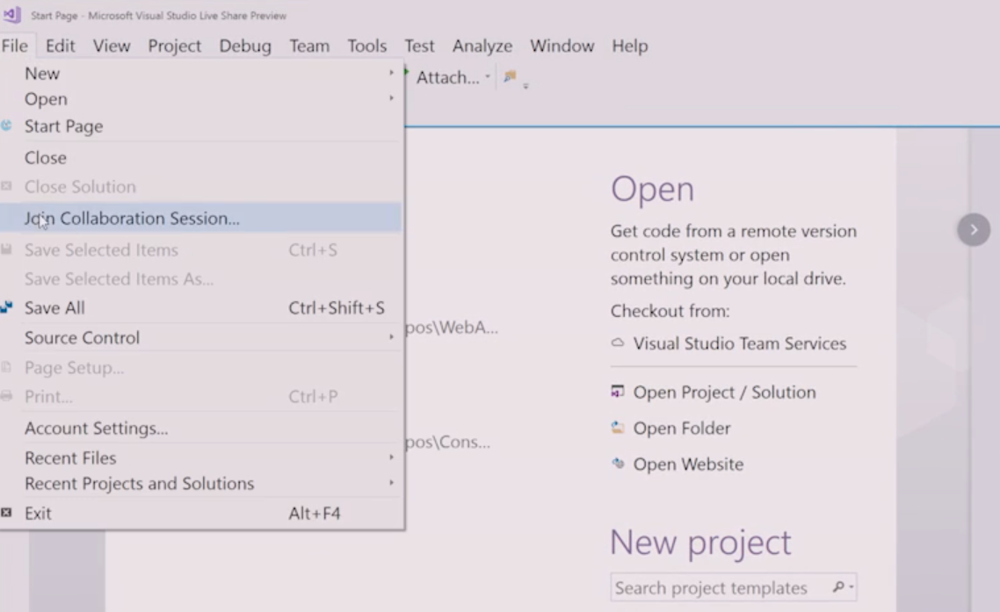 Start Page - Microsoft Visual Studio Live Share Preview
File Edit View Project Debug Team Tools Test Analyze Window Help
Attach...
New
Open
Start Page
Close
Close Solution
Join Collaboration Session...
Save Selected Items Ctrl+S
Save Selected Items As...
Save All Ctrl+Shift+S
Source Control
Page Setup...
Print... Ctrl+P
Account Settings...
Recent Files
Recent Projects and Solutions
Exit Alt+F4
pos\WebA...
pos\Cons...
Open
Get code from a remote version
control system or open
something on your local drive.
Checkout from:
Visual Studio Team Services
Open Project / Solution
Open Folder
Open Website
New project
Search project templates